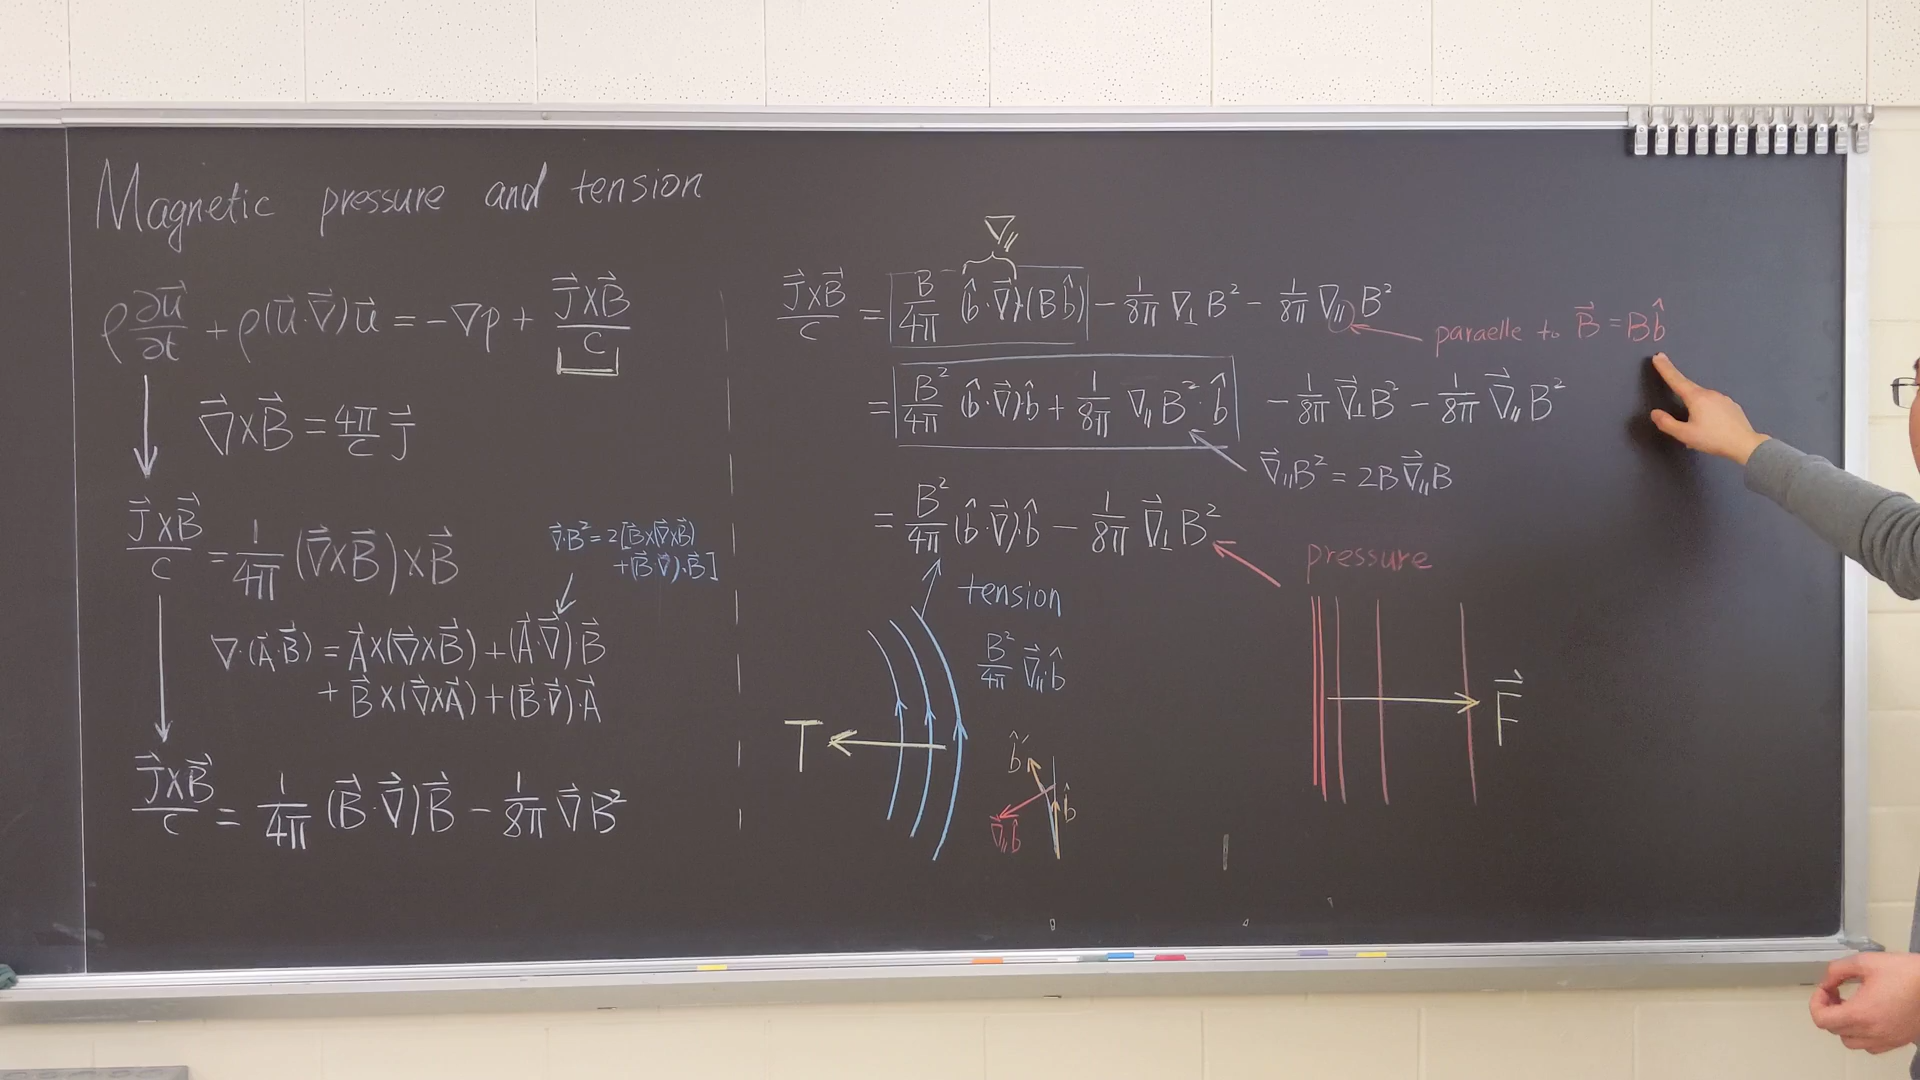 Magnetic pressure and tension
ρ ∂u⃗/∂t + ρ(u⃗·∇⃗)u⃗ = -∇p + J⃗×B⃗/c
∇⃗×B⃗ = 4π/c J⃗
J⃗×B⃗/c = 1/4π (∇⃗×B⃗)×B⃗
∇⃗·B² = 2[B⃗×(∇⃗×B⃗)
+(B⃗·∇⃗)·B⃗]
∇·(A⃗·B⃗) = A⃗×(∇⃗×B⃗)+(A⃗·∇⃗)·B⃗
+ B⃗×(∇⃗×A⃗)+(B⃗·∇⃗)·A⃗
J⃗×B⃗/c = 1/4π (B⃗·∇⃗)·B⃗ - 1/8π ∇⃗B²
∇∥
J⃗×B⃗/c = B/4π (b̂·∇⃗)·(Bb̂) - 1/8π ∇⊥B² - 1/8π ∇∥B²
paraelle to B⃗ = Bb̂
= B²/4π (b̂·∇⃗)·b̂ + 1/8π ∇∥B²·b̂ - 1/8π ∇⃗⊥B² - 1/8π ∇⃗∥B²
∇⃗∥B² = 2B∇⃗∥B
= B²/4π (b̂·∇⃗)·b̂ - 1/8π ∇⃗⊥B²
pressure
tension
B²/4π ∇⃗∥b̂
T
b̂'
b̂
∇⃗∥b̂
F⃗